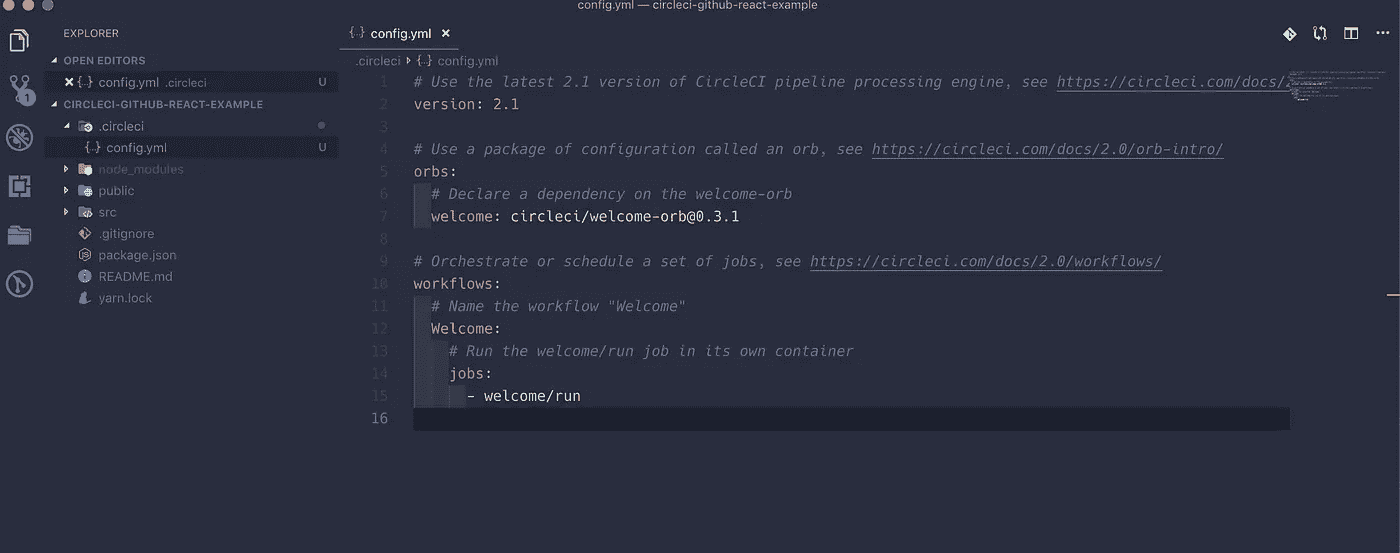 config.yml — circleci-github-react-example
EXPLORER
OPEN EDITORS
config.yml .circleci U
CIRCLECI-GITHUB-REACT-EXAMPLE
.circleci
config.yml U
node_modules
public
src
.gitignore
package.json
README.md
yarn.lock
1
config.yml
.circleci config.yml
1 # Use the latest 2.1 version of CircleCI pipeline processing engine, see https://circleci.com/docs/2
2 version: 2.1
3
4 # Use a package of configuration called an orb, see https://circleci.com/docs/2.0/orb-intro/
5 orbs:
6 # Declare a dependency on the welcome-orb
7 welcome: circleci/welcome-orb@0.3.1
8
9 # Orchestrate or schedule a set of jobs, see https://circleci.com/docs/2.0/workflows/
10 workflows:
11 # Name the workflow "Welcome"
12 Welcome:
13 # Run the welcome/run job in its own container
14 jobs:
15 - welcome/run
16